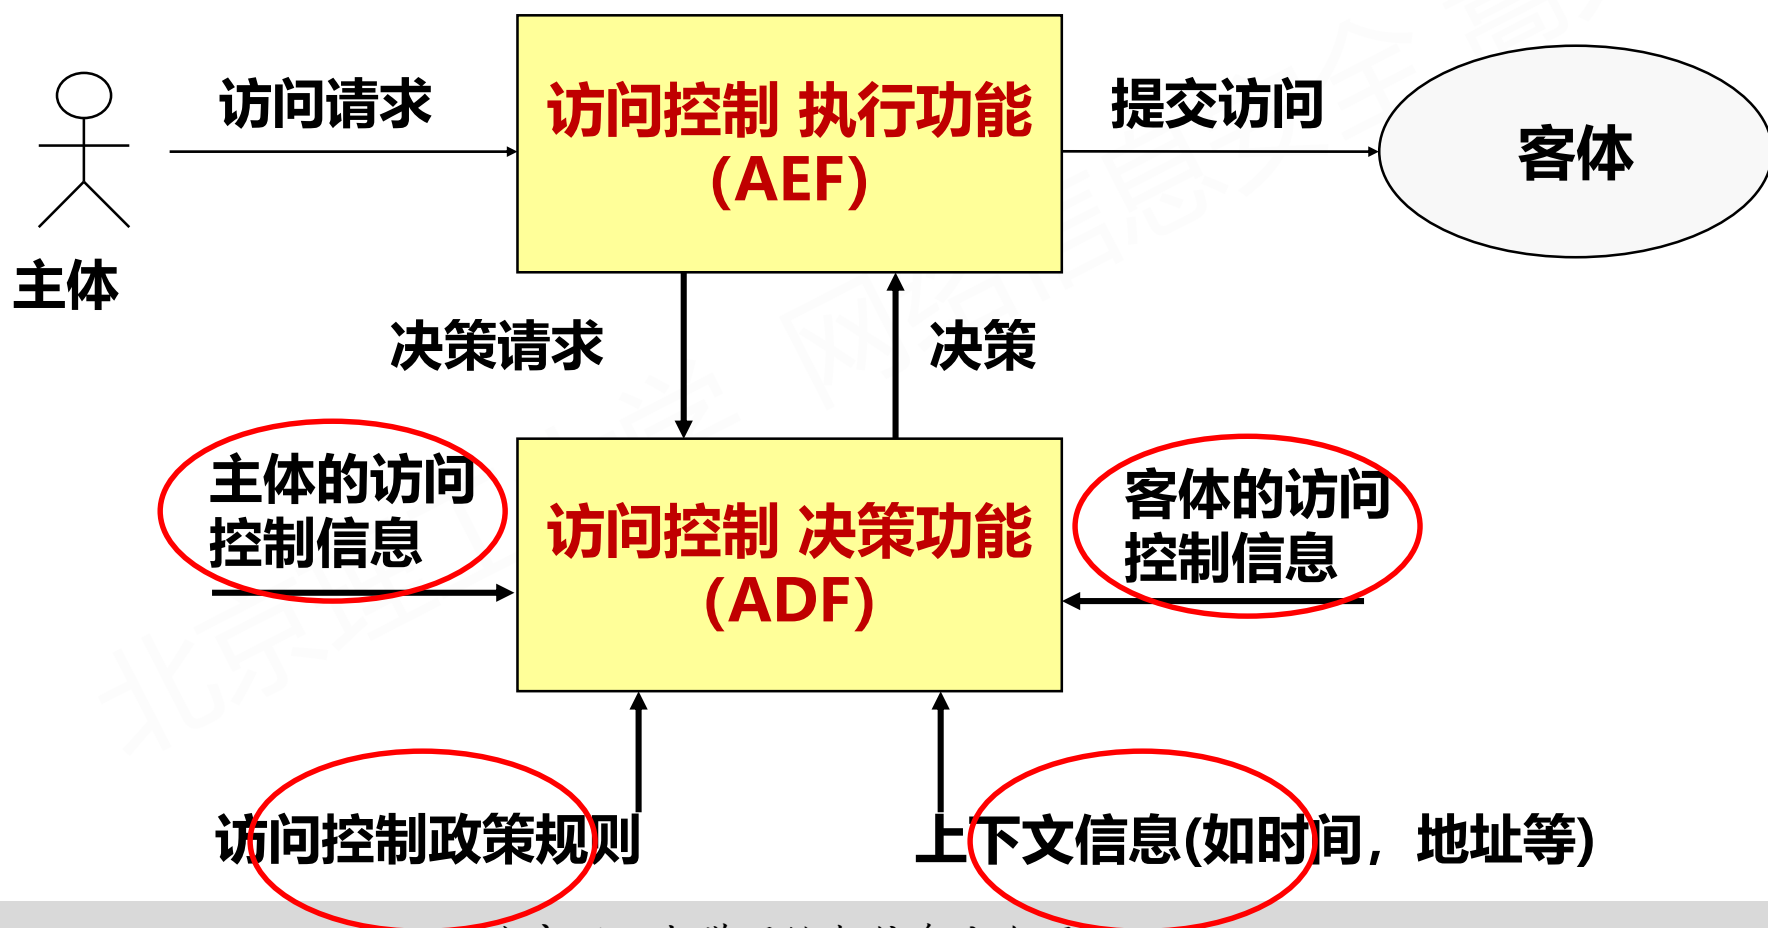 访问请求
访问控制 执行功能
(AEF)
提交访问
客体
主体
决策请求
决策
主体的访问
控制信息
访问控制 决策功能
(ADF)
客体的访问
控制信息
访问控制政策规则
上下文信息(如时间，地址等)